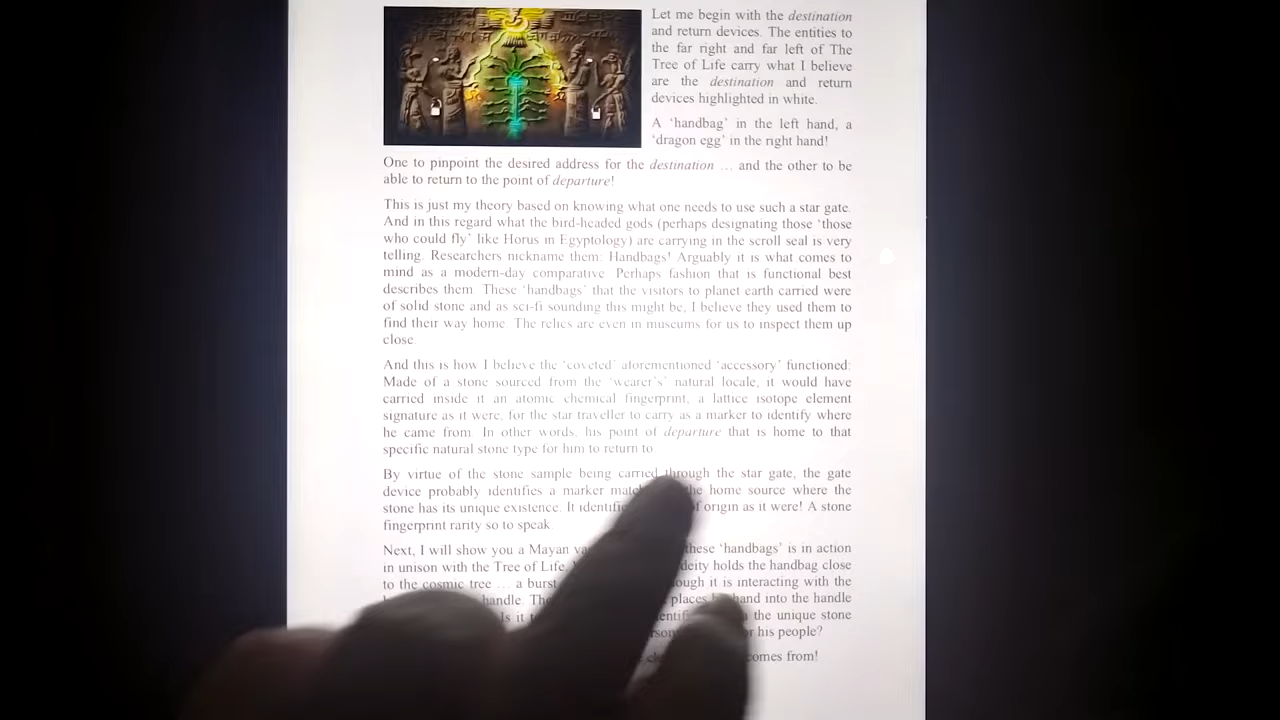 Let me begin with the destination
and return devices. The entities to
the far right and far left of The
Tree of Life carry what I believe
are the destination and return
devices highlighted in white.
A ‘handbag’ in the left hand, a
‘dragon egg’ in the right hand!
One to pinpoint the desired address for the destination … and the other to be
able to return to the point of departure!
This is just my theory based on knowing what one needs to use such a star gate.
And in this regard what the bird-headed gods (perhaps designating those ‘those
who could fly’ like Horus in Egyptology) are carrying in the scroll seal is very
telling. Researchers nickname them: Handbags! Arguably it is what comes to
mind as a modern-day comparative. Perhaps fashion that is functional best
describes them. These ‘handbags’ that the visitors to planet earth carried were
of solid stone and as sci-fi sounding this might be, I believe they used them to
find their way home. The relics are even in museums for us to inspect them up
close.
And this is how I believe the ‘coveted’ aforementioned ‘accessory’ functioned:
Made of a stone sourced from the ‘wearer’s’ natural locale, it would have
carried inside it an atomic chemical fingerprint, a lattice isotope element
signature as it were, for the star traveller to carry as a marker to identify where
he came from. In other words, his point of departure that is home to that
specific natural stone type for him to return to.
By virtue of the stone sample being carried through the star gate, the gate
device probably identifies a marker the home source where the
stone has its unique existence. It of origin as it were! A stone
fingerprint rarity so to speak.
Next, I will show you a Mayan these ‘handbags’ is in action
in unison with the Tree of Life. deity holds the handbag close
to the cosmic tree … a burst it is interacting with the
handle. places hand into the handle
Is it the unique stone
his people?
comes from!